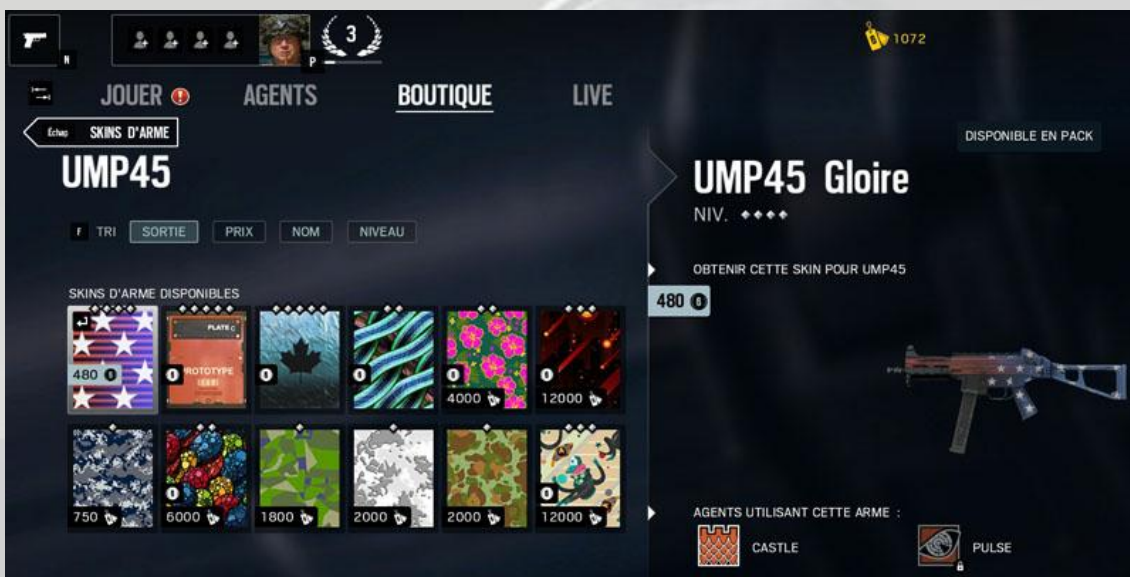 3
1072
N
P
JOUER
AGENTS
BOUTIQUE
LIVE
Échap SKINS D'ARME
DISPONIBLE EN PACK
UMP45
UMP45 Gloire
NIV.
F TRI SORTIE PRIX NOM NIVEAU
OBTENIR CETTE SKIN POUR UMP45
480
SKINS D'ARME DISPONIBLES
PLATE C
PROTOTYPE
480
4000
12000
750
6000
1800
2000
2000
12000
AGENTS UTILISANT CETTE ARME :
CASTLE
PULSE